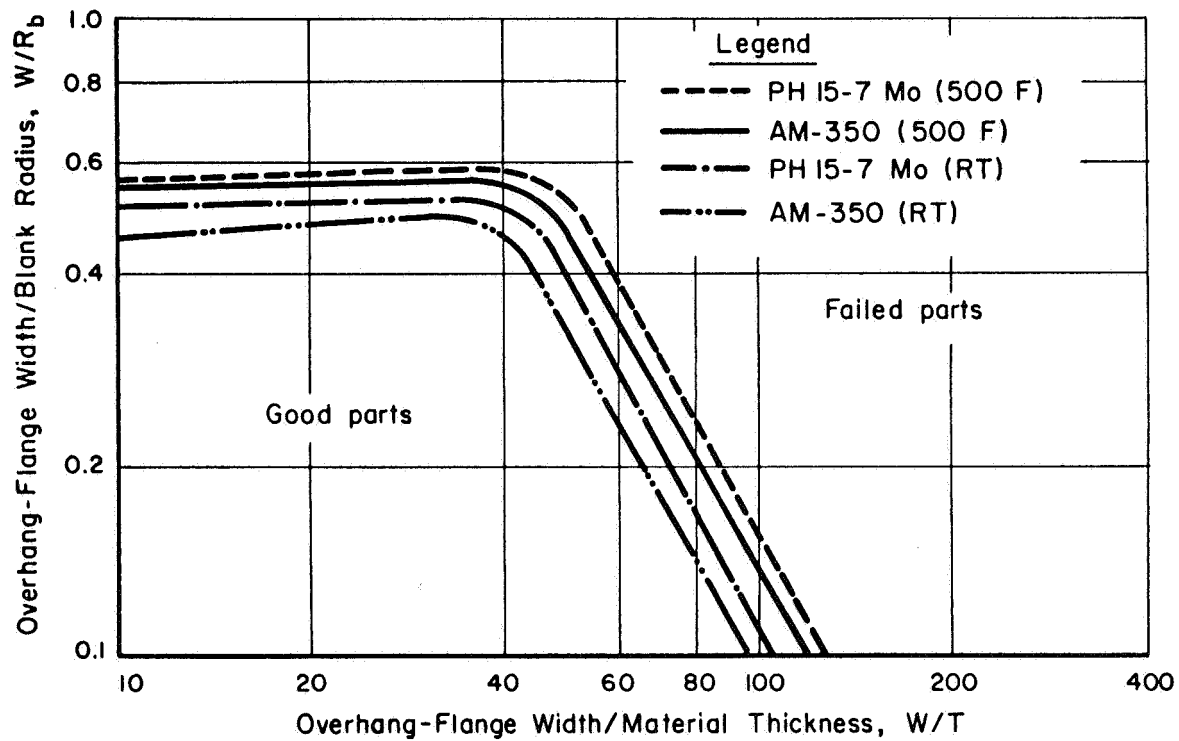 Overhang-Flange Width/Blank Radius, W/Rb
1.0
0.8
0.6
0.4
0.2
0.1
Legend
PH 15-7 Mo (500 F)
AM-350 (500 F)
PH 15-7 Mo (RT)
AM-350 (RT)
Failed parts
Good parts
10 20 40 60 80 100 200 400
Overhang-Flange Width/Material Thickness, W/T